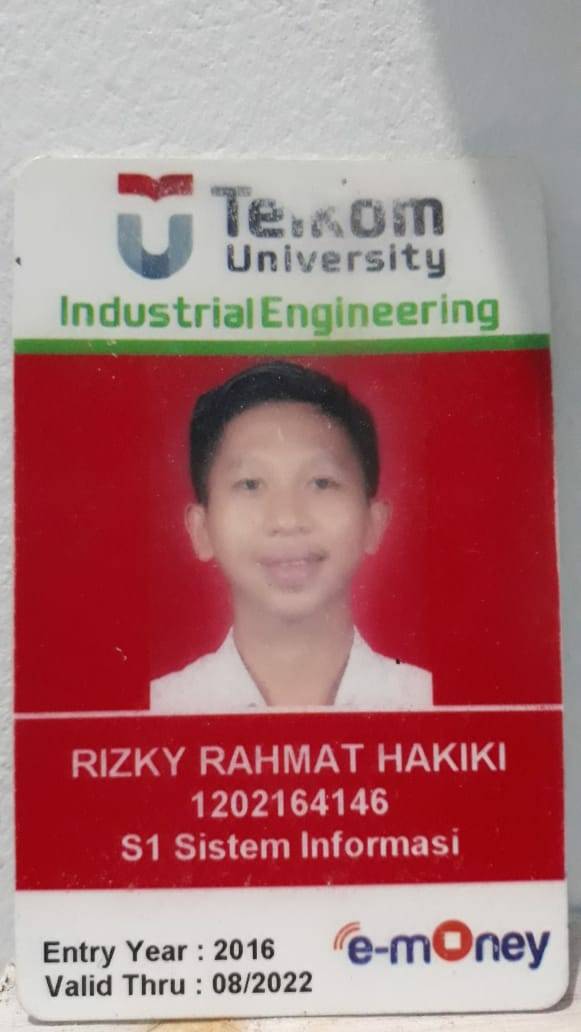 Telkom
University
Industrial Engineering
RIZKY RAHMAT HAKIKI
1202164146
S1 Sistem Informasi
Entry Year : 2016
Valid Thru : 08/2022
e-money